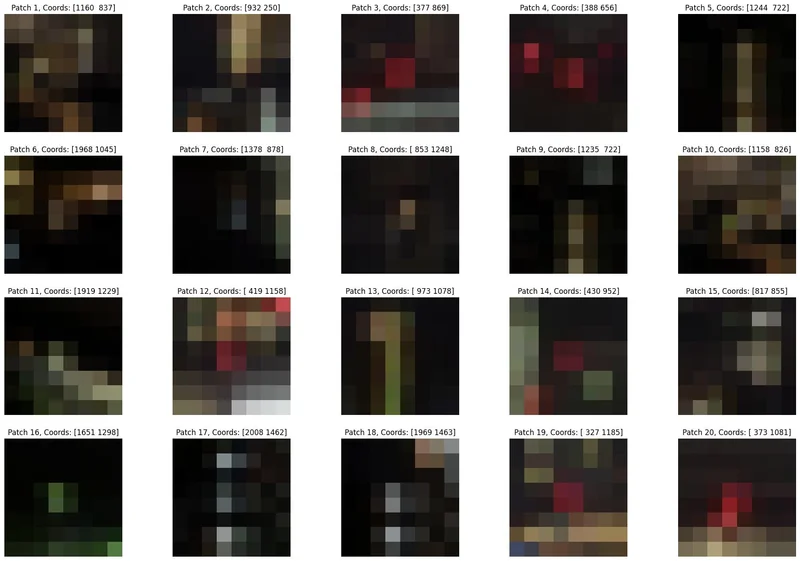 Patch 1, Coords: [1160  837]
Patch 2, Coords: [932 250]
Patch 3, Coords: [377 869]
Patch 4, Coords: [388 656]
Patch 5, Coords: [1244  722]
Patch 6, Coords: [1968 1045]
Patch 7, Coords: [1378  878]
Patch 8, Coords: [ 853 1248]
Patch 9, Coords: [1235  722]
Patch 10, Coords: [1158  826]
Patch 11, Coords: [1919 1229]
Patch 12, Coords: [ 419 1158]
Patch 13, Coords: [ 973 1078]
Patch 14, Coords: [430 952]
Patch 15, Coords: [817 855]
Patch 16, Coords: [1651 1298]
Patch 17, Coords: [2008 1462]
Patch 18, Coords: [1969 1463]
Patch 19, Coords: [ 327 1185]
Patch 20, Coords: [ 373 1081]